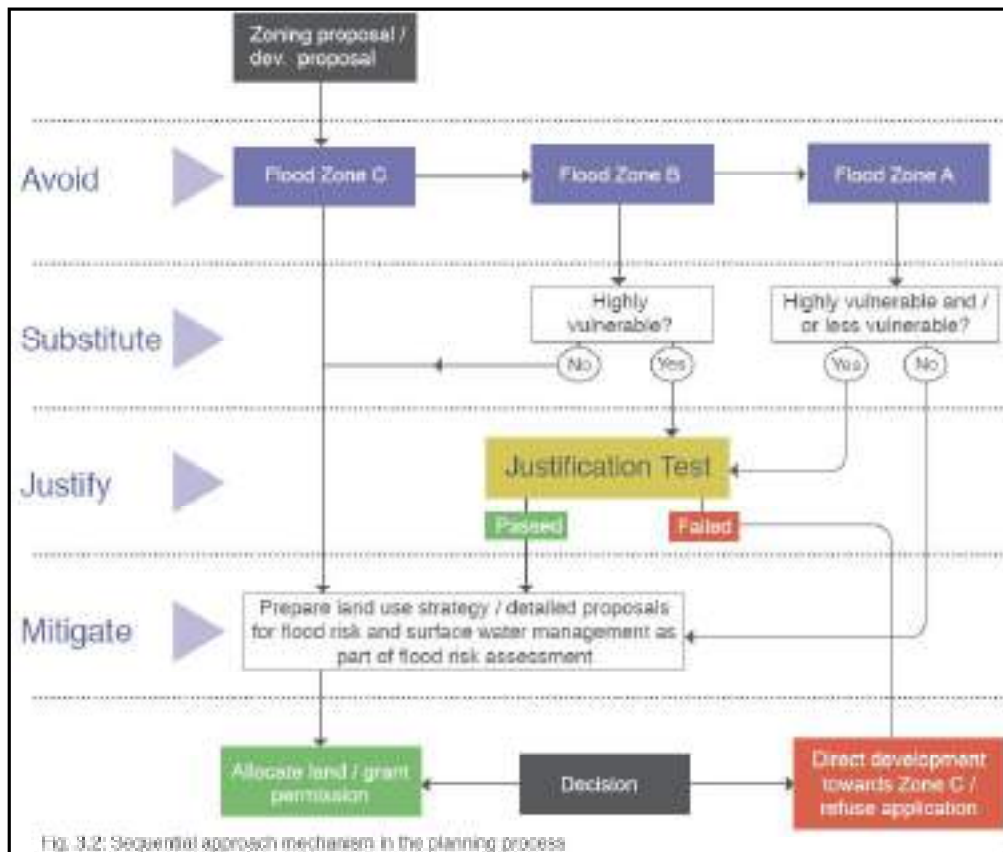 Zoning proposal /
dev. proposal
Avoid
Flood Zone C
Flood Zone B
Flood Zone A
Substitute
Highly
vulnerable?
Highly vulnerable and /
or less vulnerable?
No
Yes
Yes
No
Justify
Justification Test
Passed
Failed
Mitigate
Prepare land use strategy / detailed proposals
for flood risk and surface water management as
part of flood risk assessment
Allocate land / grant
permission
Decision
Direct development
towards Zone C /
refuse application
Fig. 3.2: Sequential approach mechanism in the planning process